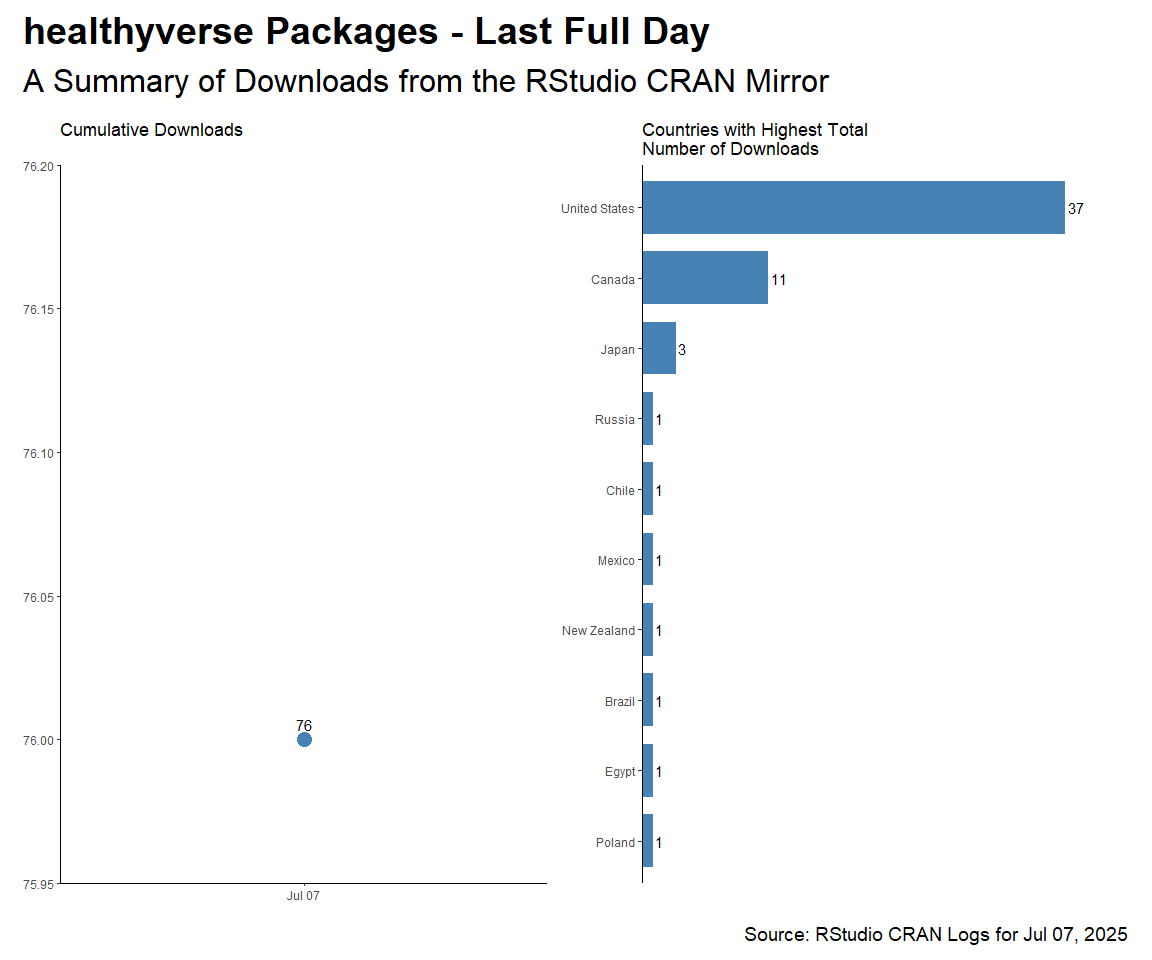 healthyverse Packages - Last Full Day
A Summary of Downloads from the RStudio CRAN Mirror
Cumulative Downloads
76.20
76.15
76.10
76.05
76.00
75.95
76
Jul 07
Countries with Highest Total
Number of Downloads
United States 37
Canada 11
Japan 3
Russia 1
Chile 1
Mexico 1
New Zealand 1
Brazil 1
Egypt 1
Poland 1
Source: RStudio CRAN Logs for Jul 07, 2025